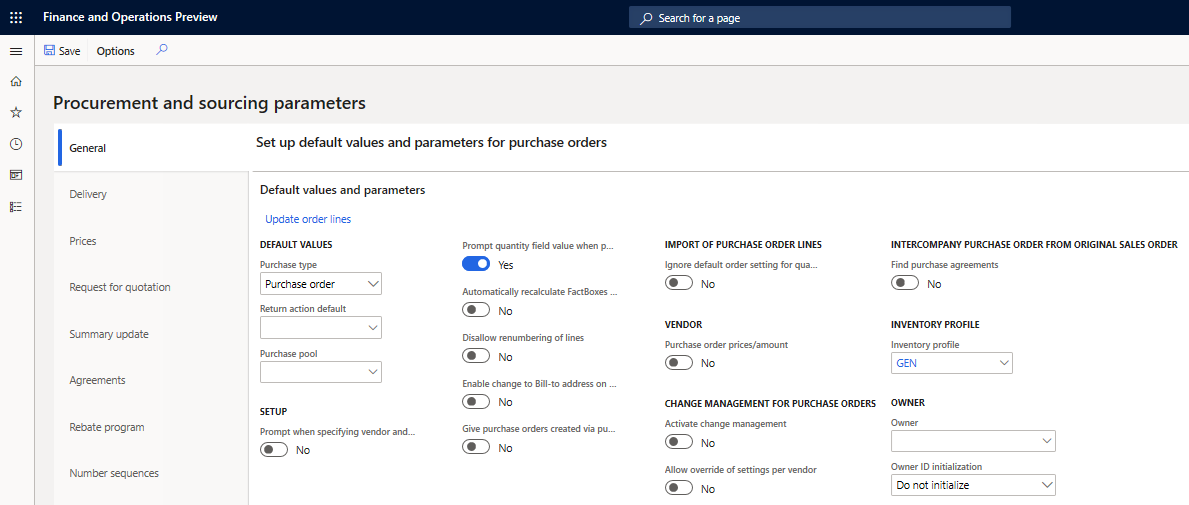 Finance and Operations Preview
Search for a page
Save
Options
Procurement and sourcing parameters
General
Delivery
Prices
Request for quotation
Summary update
Agreements
Rebate program
Number sequences
Set up default values and parameters for purchase orders
Default values and parameters
Update order lines
DEFAULT VALUES
Purchase type
Purchase order
Return action default
Purchase pool
SETUP
Prompt when specifying vendor and...
No
Prompt quantity field value when p...
Yes
Automatically recalculate FactBoxes ...
No
Disallow renumbering of lines
No
Enable change to Bill-to address on ...
No
Give purchase orders created via pu...
No
IMPORT OF PURCHASE ORDER LINES
Ignore default order setting for qua...
No
VENDOR
Purchase order prices/amount
No
CHANGE MANAGEMENT FOR PURCHASE ORDERS
Activate change management
No
Allow override of settings per vendor
No
INTERCOMPANY PURCHASE ORDER FROM ORIGINAL SALES ORDER
Find purchase agreements
No
INVENTORY PROFILE
Inventory profile
GEN
OWNER
Owner
Owner ID initialization
Do not initialize